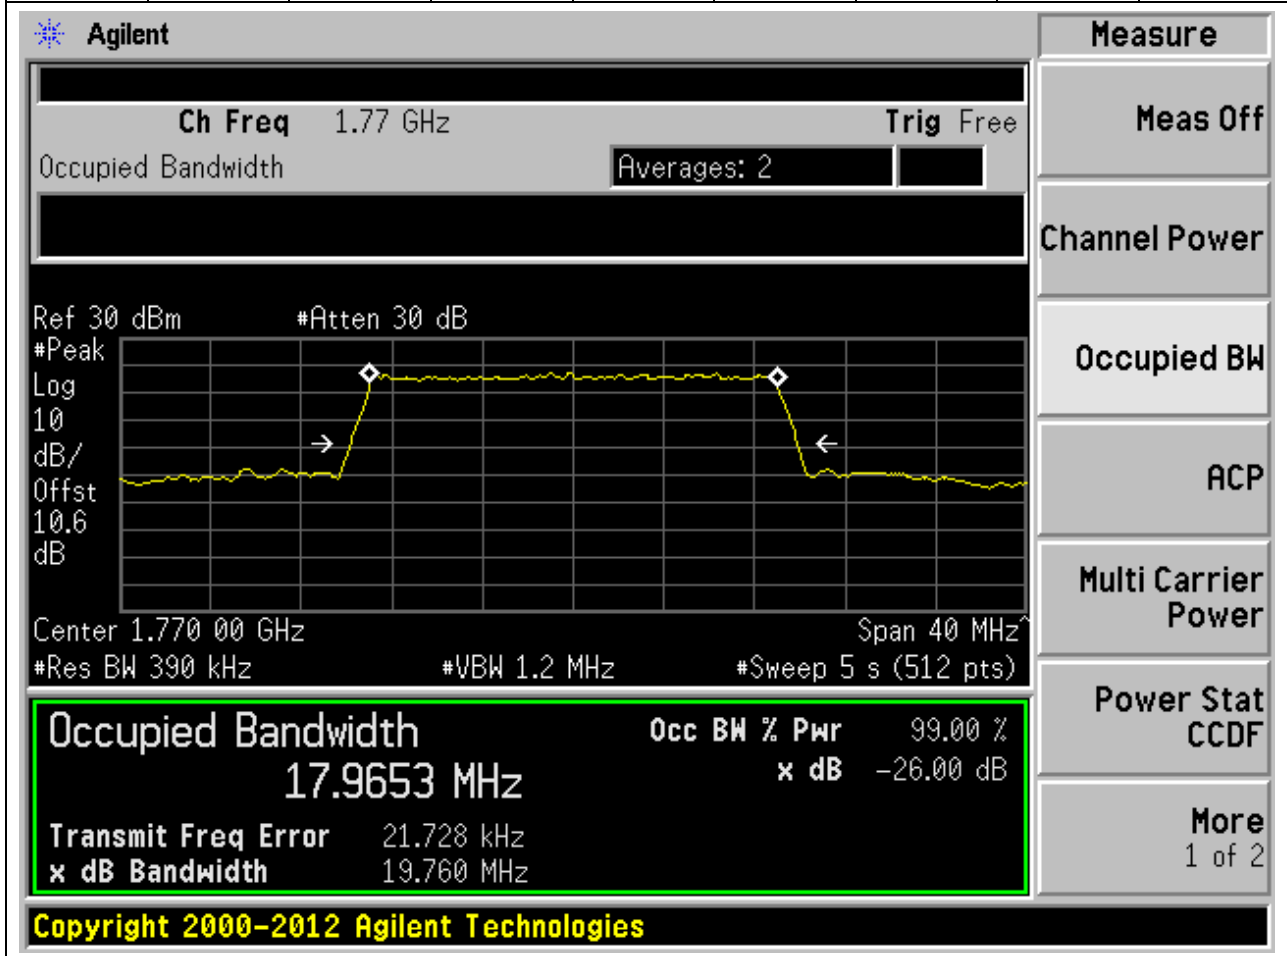 Agilent
Measure
Ch Freq 1.77 GHz Trig Free
Occupied Bandwidth Averages: 2
Meas Off
Channel Power
Occupied BW
ACP
Multi Carrier
Power
Power Stat
CCDF
More
1 of 2
Ref 30 dBm #Atten 30 dB
#Peak
Log
10
dB/
Offst
10.6
dB
Center 1.770 00 GHz Span 40 MHz^
#Res BW 390 kHz #VBW 1.2 MHz #Sweep 5 s (512 pts)
Occupied Bandwidth Occ BW % Pwr 99.00 %
17.9653 MHz x dB -26.00 dB
Transmit Freq Error 21.728 kHz
x dB Bandwidth 19.760 MHz
Copyright 2000-2012 Agilent Technologies